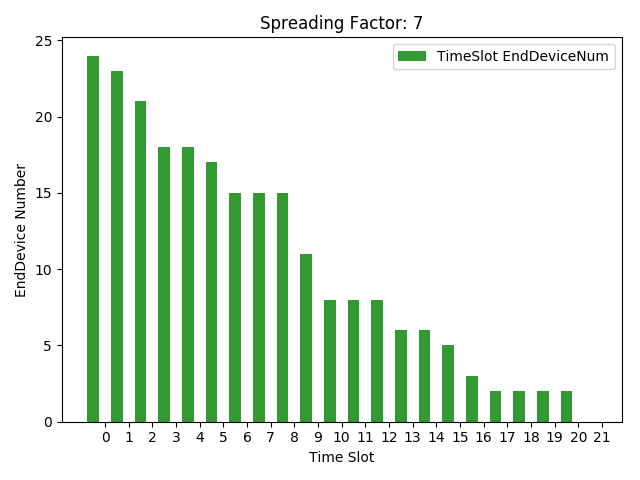 Spreading Factor: 7
TimeSlot EndDeviceNum
EndDevice Number
25
20
15
10
5
0
0 1 2 3 4 5 6 7 8 9 10 11 12 13 14 15 16 17 18 19 20 21
Time Slot